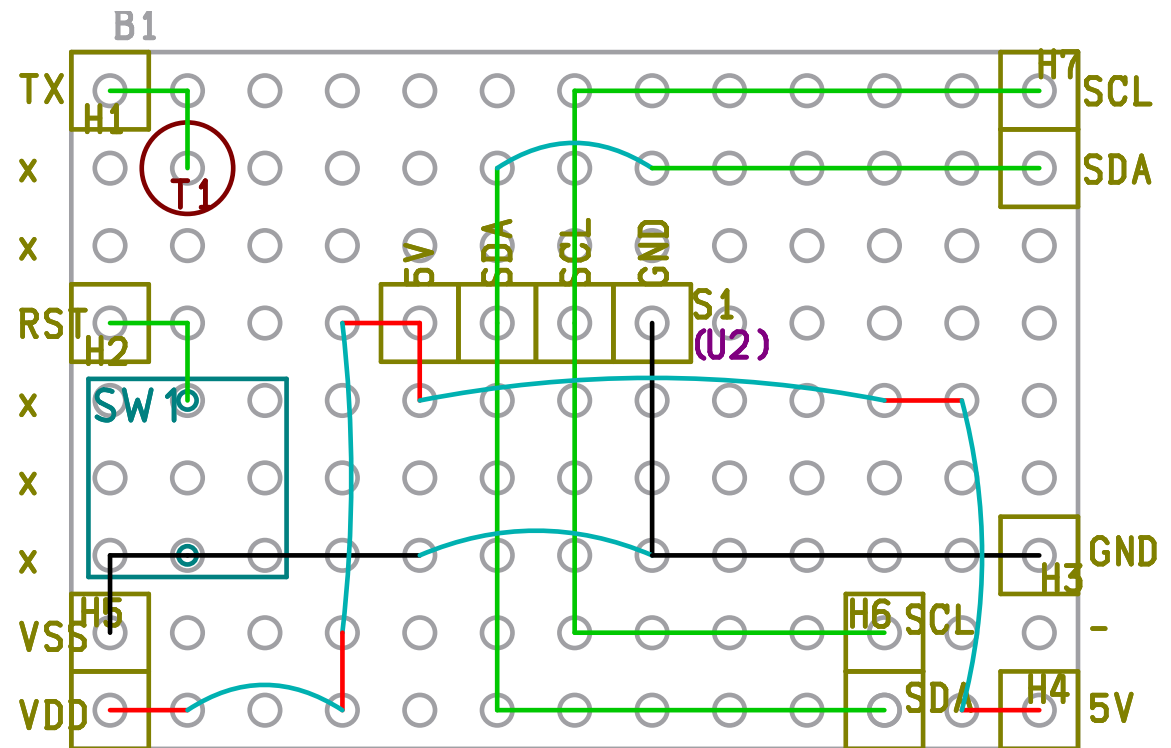 B1
TX
H1
H7
SCL
x
T1
SDA
x
5V
SDA
SCL
GND
RST
H2
S1
(U2)
x
SW1
x
x
GND
H3
H5
VSS
H6
SCL
-
VDD
SDA
H4
5V